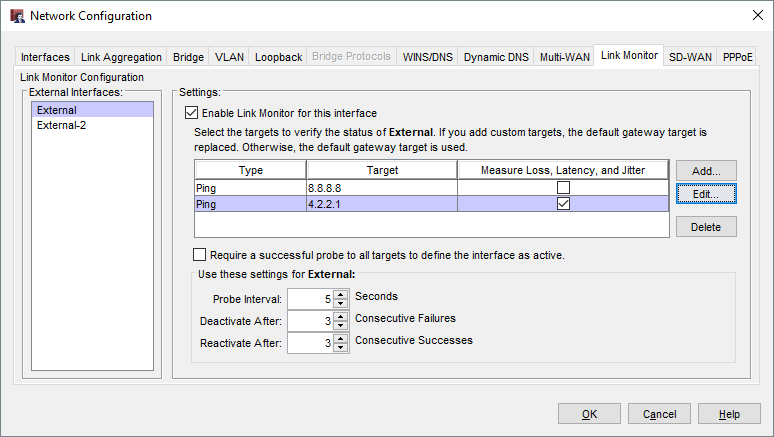 Network Configuration
Interfaces Link Aggregation Bridge VLAN Loopback Bridge Protocols WINS/DNS Dynamic DNS Multi-WAN Link Monitor SD-WAN PPPoE
Link Monitor Configuration
External Interfaces:
External
External-2
Settings:
Enable Link Monitor for this interface
Select the targets to verify the status of External. If you add custom targets, the default gateway target is
replaced. Otherwise, the default gateway target is used.
Type Target Measure Loss, Latency, and Jitter
Ping 8.8.8.8
Ping 4.2.2.1
Add...
Edit...
Delete
Require a successful probe to all targets to define the interface as active.
Use these settings for External:
Probe Interval: 5 Seconds
Deactivate After: 3 Consecutive Failures
Reactivate After: 3 Consecutive Successes
OK Cancel Help